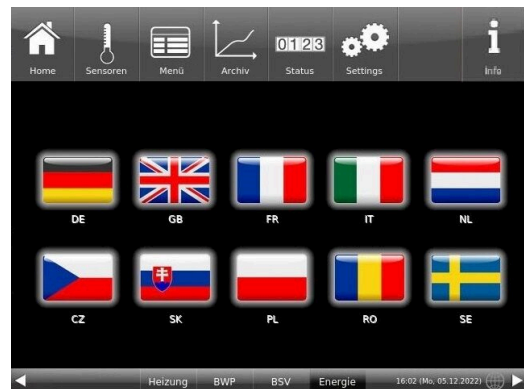 Home Sensoren Menü Archiv 0123 Status Settings i Info
DE GB FR IT NL
CZ SK PL RO SE
Heizung BWP BSV Energie 16:02 (Mo, 05.12.2022)